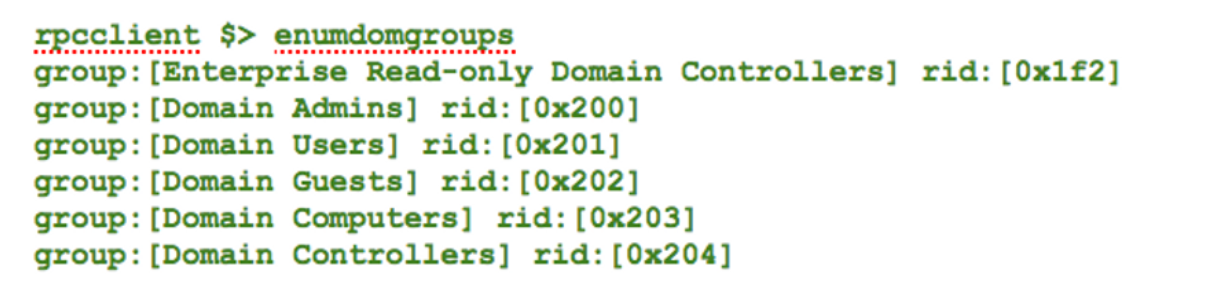 rpcclient $> enumdomgroups
group:[Enterprise Read-only Domain Controllers] rid:[0x1f2]
group:[Domain Admins] rid:[0x200]
group:[Domain Users] rid:[0x201]
group:[Domain Guests] rid:[0x202]
group:[Domain Computers] rid:[0x203]
group:[Domain Controllers] rid:[0x204]